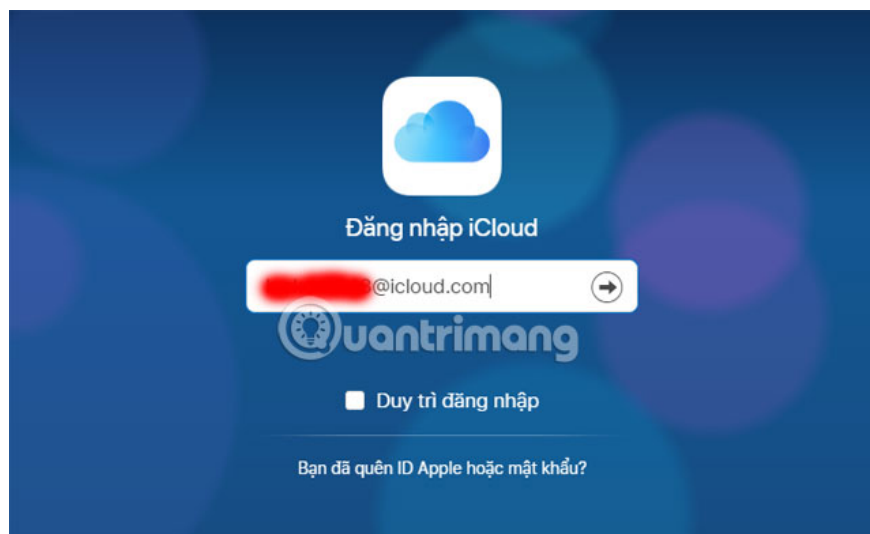 Đăng nhập iCloud
@icloud.com
Quantrimang
Duy trì đăng nhập
Bạn đã quên ID Apple hoặc mật khẩu?